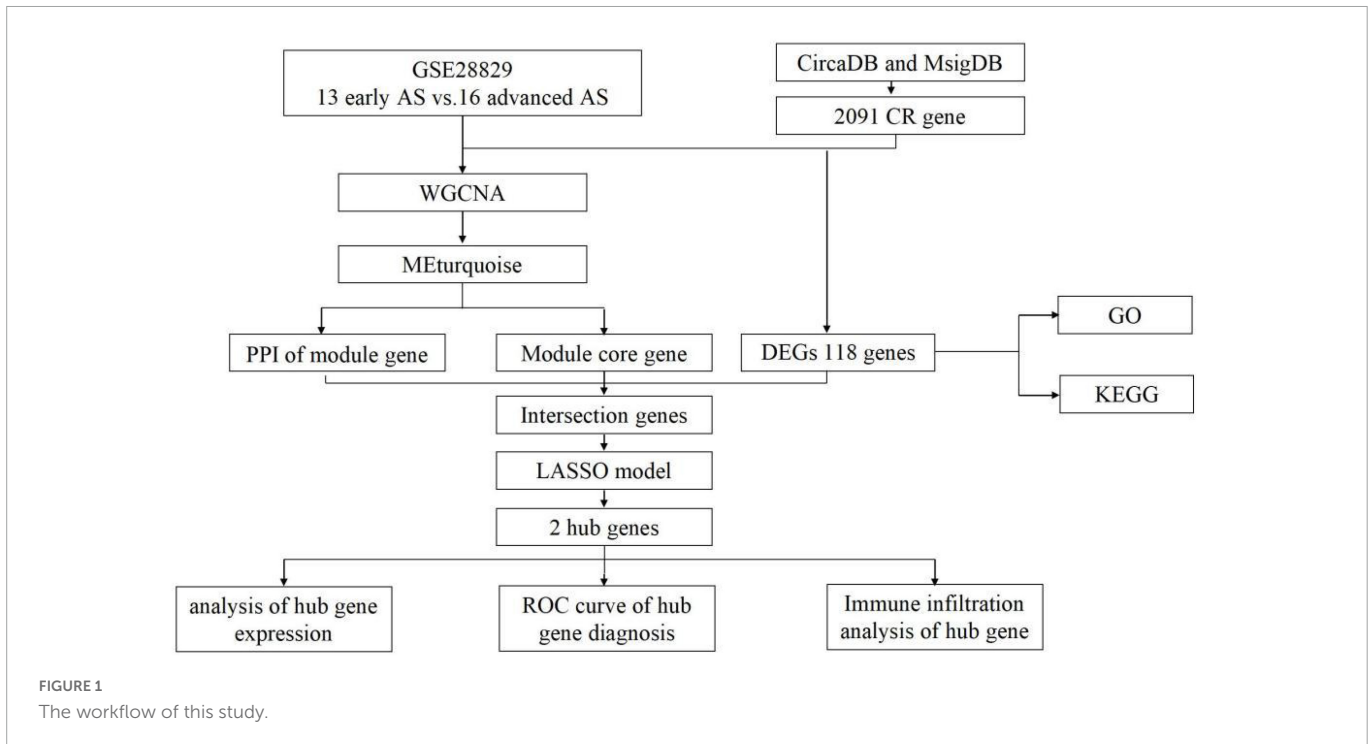 GSE28829
13 early AS vs.16 advanced AS
CircaDB and MsigDB
2091 CR gene
WGCNA
MEturquoise
PPI of module gene
Module core gene
DEGs 118 genes
GO
KEGG
Intersection genes
LASSO model
2 hub genes
analysis of hub gene
expression
ROC curve of hub
gene diagnosis
Immune infiltration
analysis of hub gene
FIGURE 1
The workflow of this study.